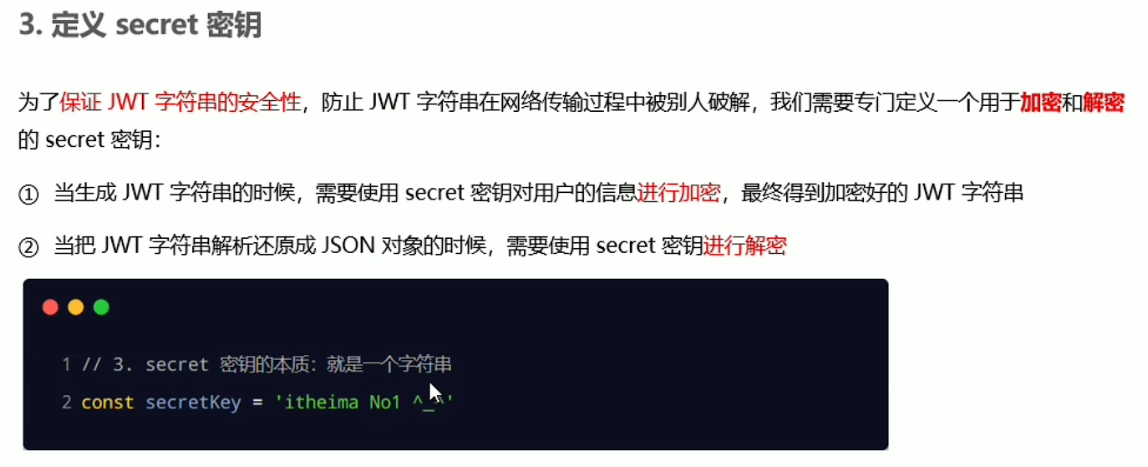 3. 定义 secret 密钥
为了保证 JWT 字符串的安全性，防止 JWT 字符串在网络传输过程中被别人破解，我们需要专门定义一个用于加密和解密
的 secret 密钥：
① 当生成 JWT 字符串的时候，需要使用 secret 密钥对用户的信息进行加密，最终得到加密好的 JWT 字符串
② 当把 JWT 字符串解析还原成 JSON 对象的时候，需要使用 secret 密钥进行解密
1 // 3. secret 密钥的本质：就是一个字符串
2 const secretKey = 'itheima No1 ^_^'